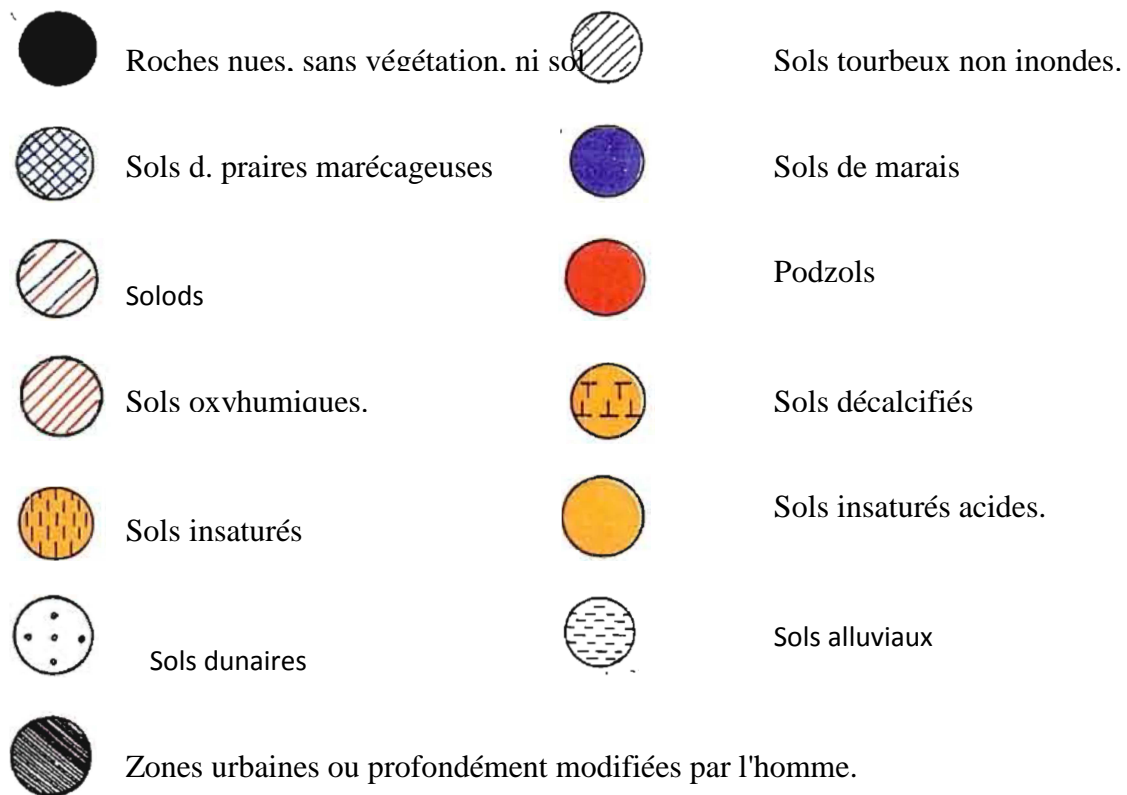 Roches nues, sans végétation, ni sol
Sols tourbeux non inondes.
Sols d. praires marécageuses
Sols de marais
Solods
Podzols
Sols oxyhumiques.
Sols décalcifiés
Sols insaturés
Sols insaturés acides.
Sols dunaires
Sols alluviaux
Zones urbaines ou profondément modifiées par l'homme.